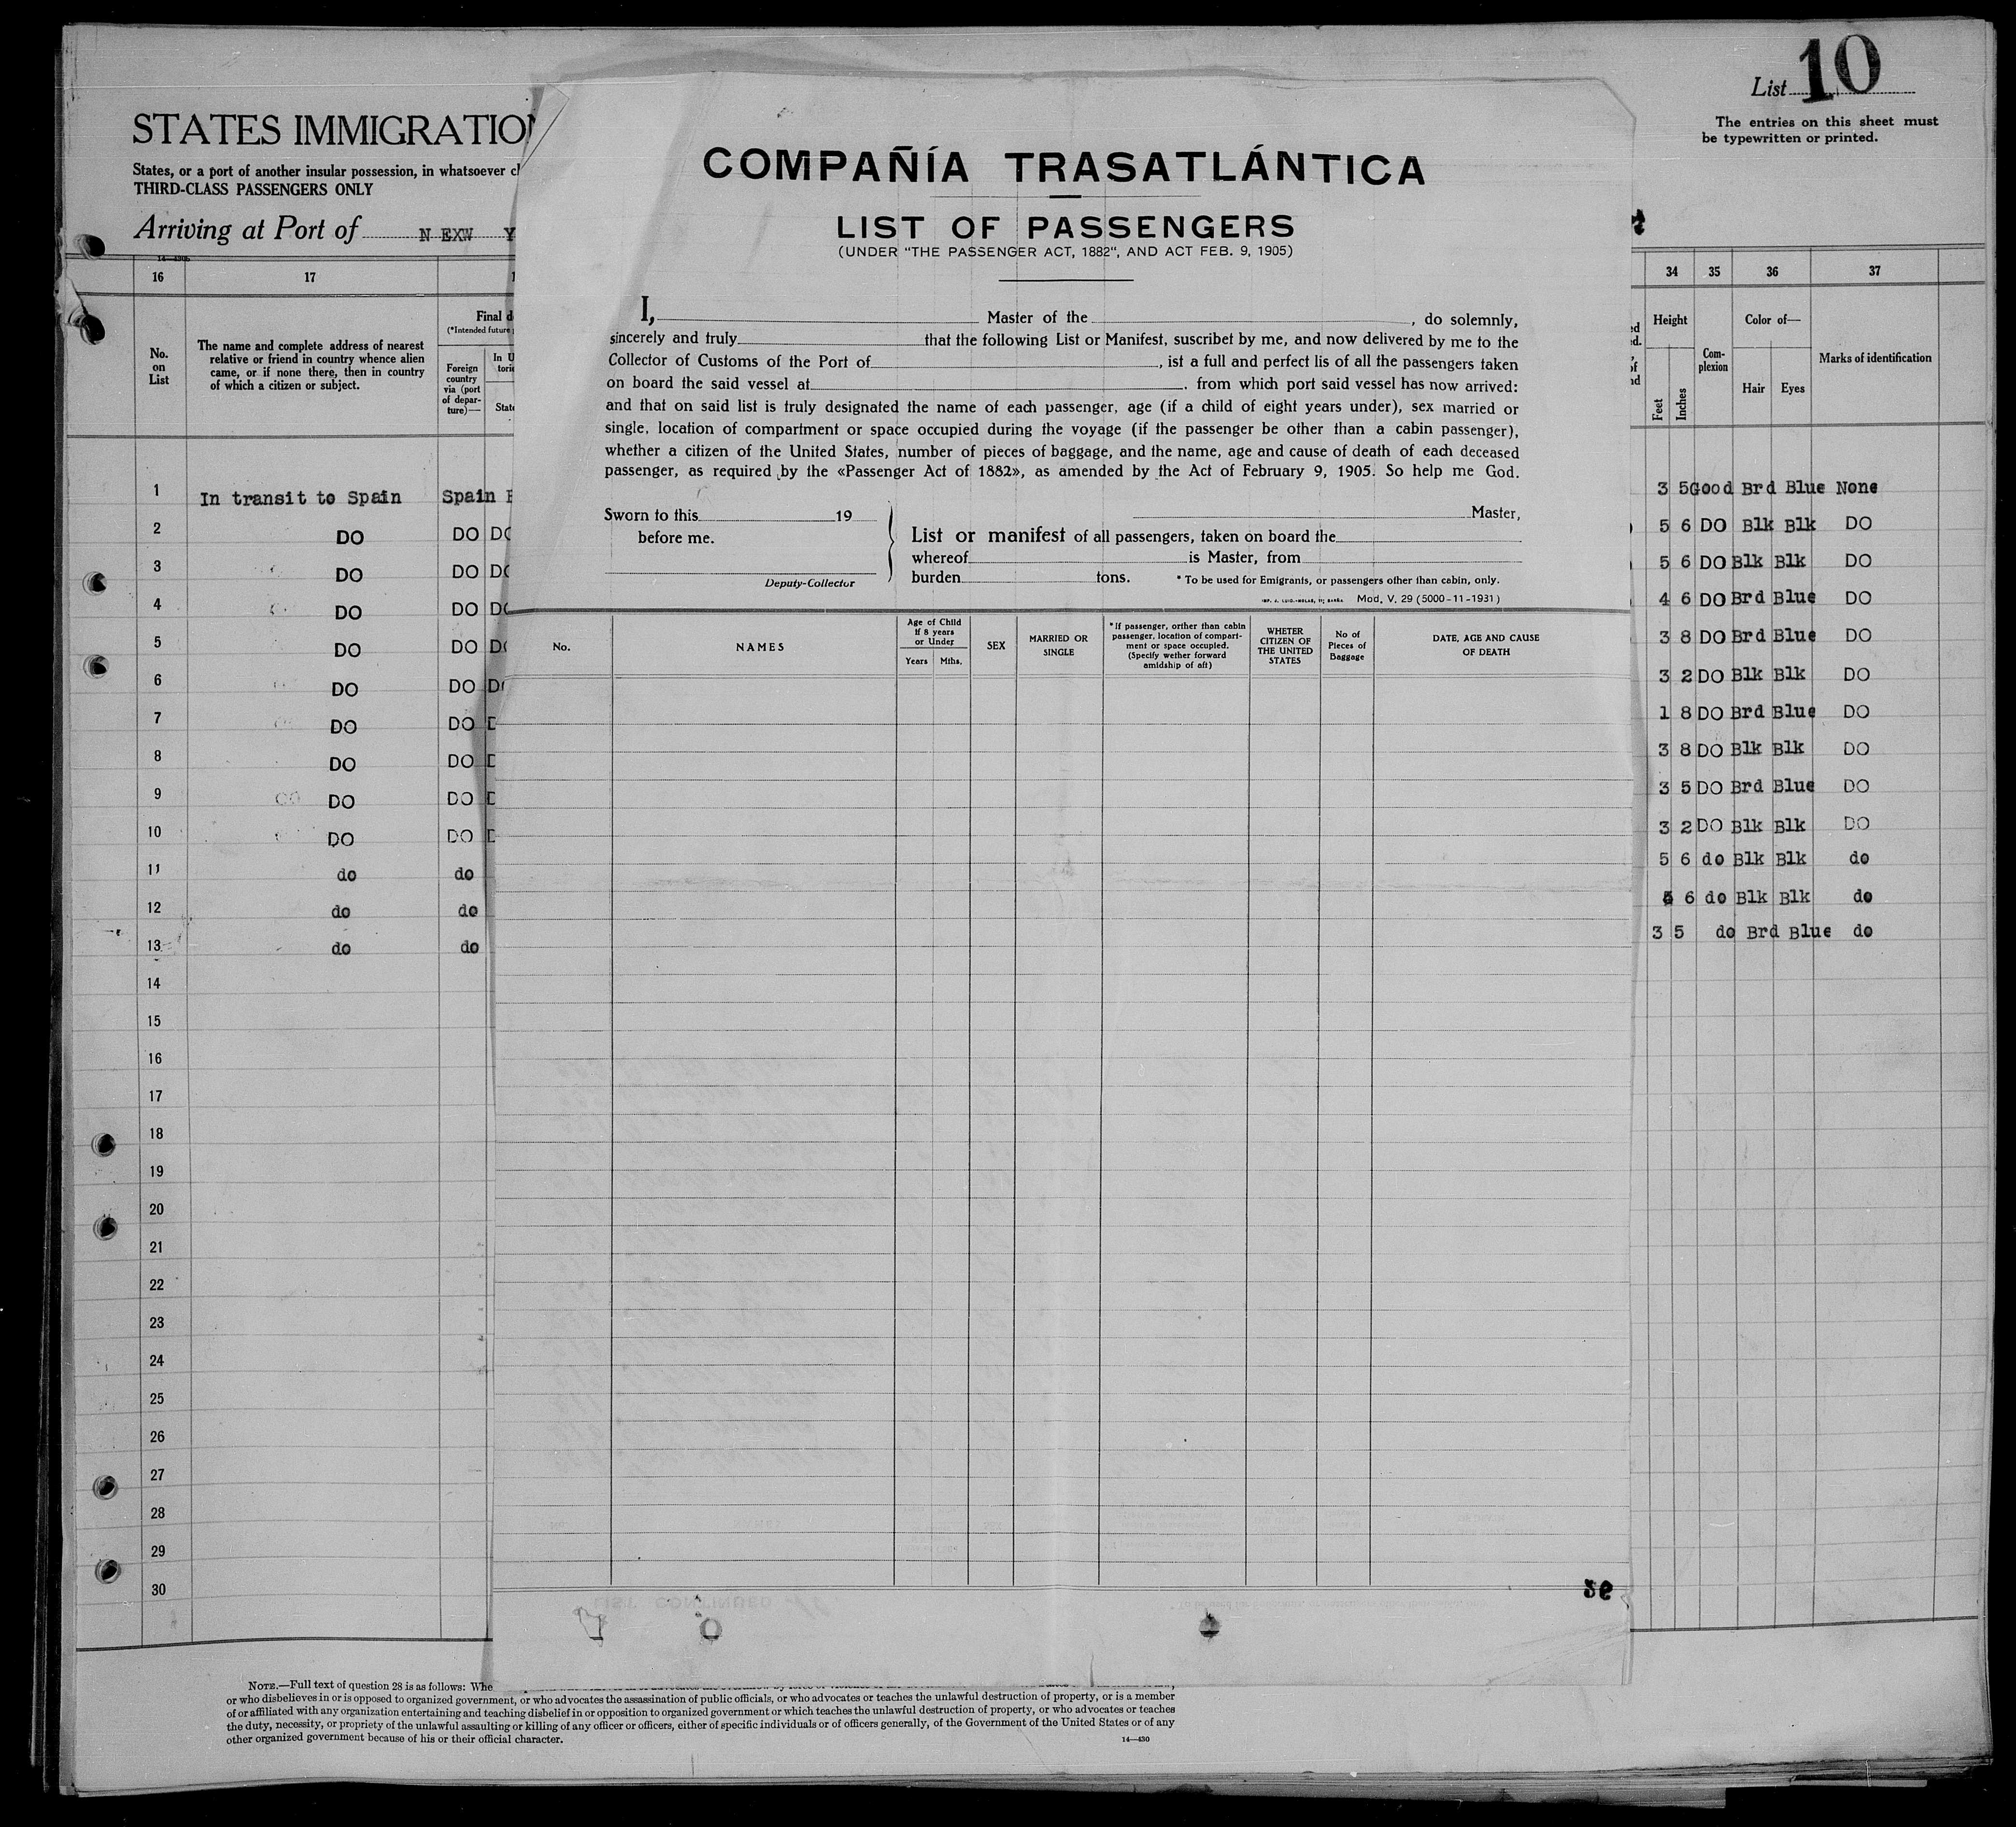 List 10
The entries on this sheet must
be typewritten or printed.
STATES IMMIGRATION
States, or a port of another insular possession, in whatsoever
THIRD-CLASS PASSENGERS ONLY
Arriving at Port of N EXW Y
COMPAÑÍA TRASATLÁNTICA
LIST OF PASSENGERS
(UNDER "THE PASSENGER ACT, 1882", AND ACT FEB. 9, 1905)
I, Master of the , do solemnly,
sincerely and truly that the following List or Manifest, suscribet by me, and now delivered by me to the
Collector of Customs of the Port of , ist a full and perfect lis of all the passengers taken
on board the said vessel at , from which port said vessel has now arrived:
and that on said list is truly designated the name of each passenger, age (if a child of eight years under), sex married or
single, location of compartment or space occupied during the voyage (if the passenger be other than a cabin passenger),
whether a citizen of the United States, number of pieces of baggage, and the name, age and cause of death of each deceased
passenger, as required by the «Passenger Act of 1882», as amended by the Act of February 9, 1905. So help me God.
Sworn to this 19
before me.
Deputy-Collector
Master,
List or manifest of all passengers, taken on board the
whereof is Master, from
burden tons. * To be used for Emigrants, or passengers other than cabin, only.
Mod. V. 29 (5000-11-1931)
No.
NAMES
Age of Child
if 8 years
or Under
Years Mths.
SEX
MARRIED OR
SINGLE
* If passenger, orither than cabin
passenger, location of compart-
ment or space occupied.
(Specify wether forward
amidship of aft)
WHETER
CITIZEN OF
THE UNITED
STATES
No of
Pieces of
Baggage
DATE, AGE AND CAUSE
OF DEATH
16 17
No.
on
List
The name and complete address of nearest
relative or friend in country whence alien
came, or if none there, then in country
of which a citizen or subject.
Final
(*Intended future
Foreign
country
via (port
of depar-
ture)—
In U
State
34 35 36 37
Height
Feet
Inches
Com-
plexion
Color of—
Hair Eyes
Marks of identification
1 In transit to Spain Spain 3 5 Good Brd Blue None
2 DO DO DO 5 6 DO Blk Blk DO
3 DO DO DO 5 6 DO Blk Blk DO
4 DO DO DO 4 6 DO Brd Blue DO
5 DO DO DO 3 8 DO Brd Blue DO
6 DO DO D 3 2 DO Blk Blk DO
7 DO DO D 1 8 DO Brd Blue DO
8 DO DO D 3 8 DO Blk Blk DO
9 DO DO D 3 5 DO Brd Blue DO
10 DO DO D 3 2 DO Blk Blk DO
11 do do 5 6 do Blk Blk do
12 do do 6 do Blk Blk do
13 do do 3 5 do Brd Blue do
14
15
16
17
18
19
20
21
22
23
24
25
26
27
28
29
30
NOTE.—Full text of question 28 is as follows: Whe
or who disbelieves in or is opposed to organized government, or who advocates the assassination of public officials, or who advocates or teaches the unlawful destruction of property, or is a member
of or affiliated with any organization entertaining and teaching disbelief in or opposition to organized government or which teaches the unlawful destruction of property, or who advocates or teaches
the duty, necessity, or propriety of the unlawful assaulting or killing of any officer or officers, either of specific individuals or of officers generally, of the Government of the United States or of any
other organized government because of his or their official character.
14—430